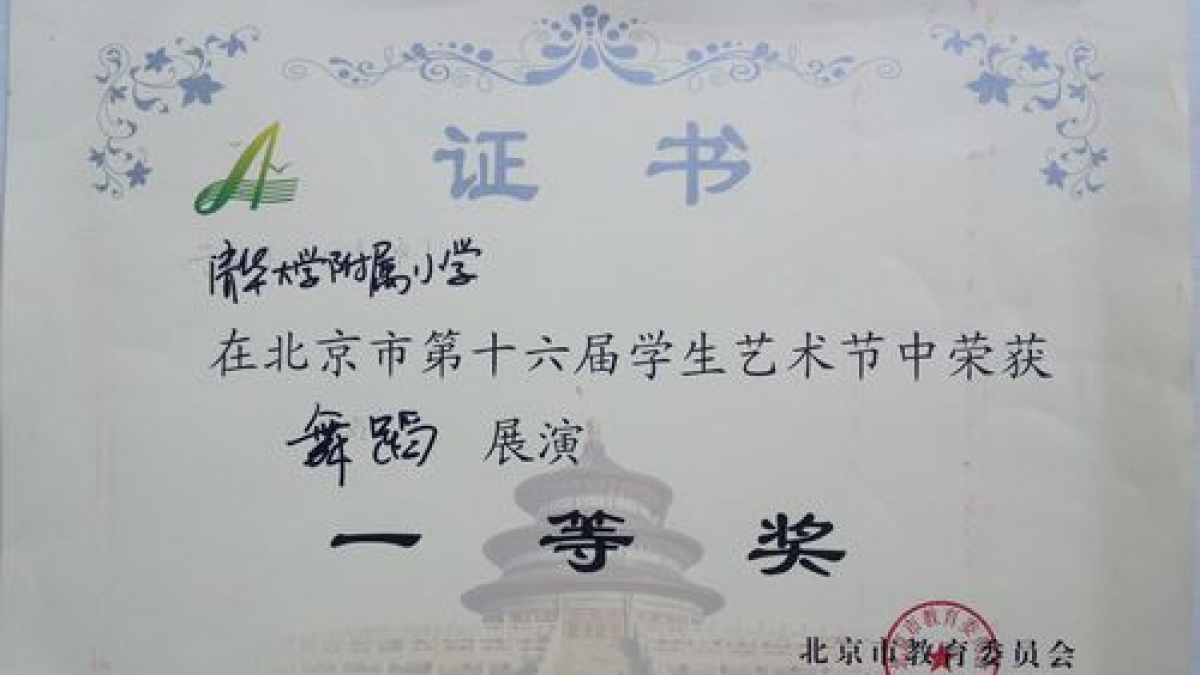 证书
清华大学附属小学
在北京市第十六届学生艺术节中荣获
舞蹈 展演
一等奖
北京市教育委员会